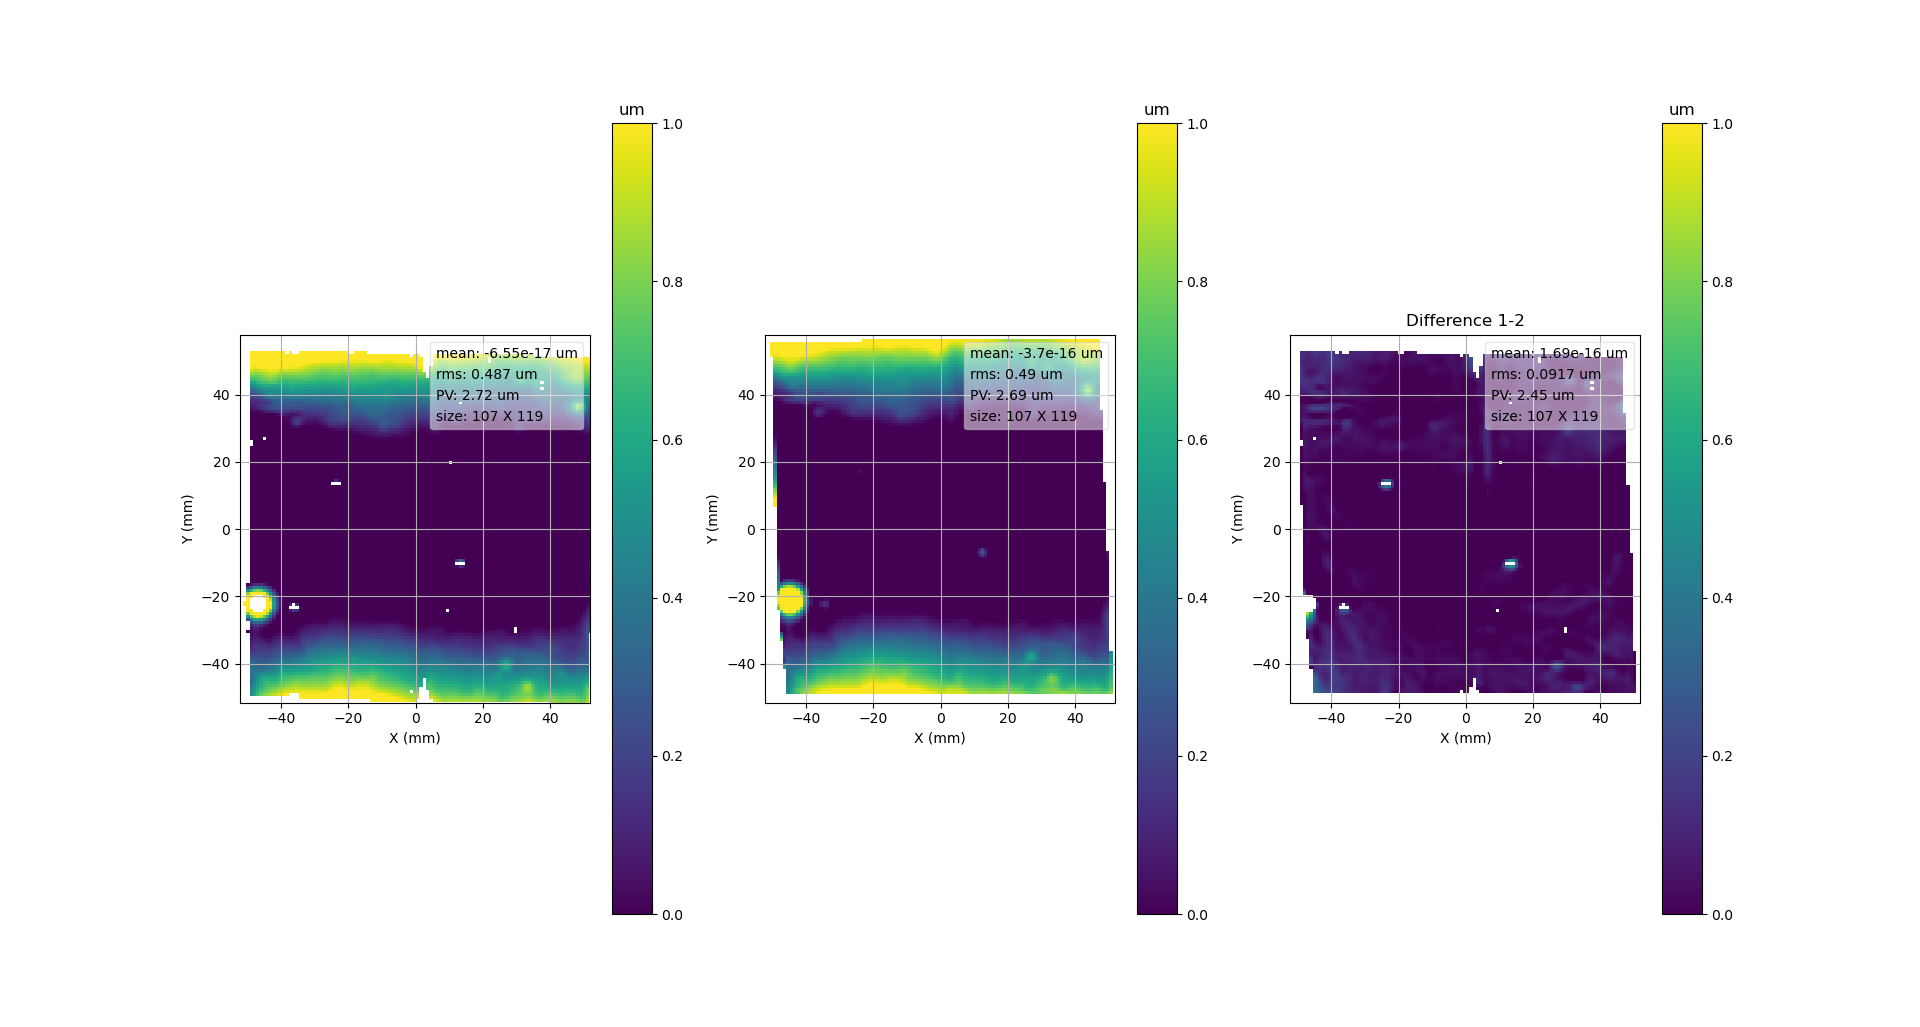 um
1.0
0.8
0.6
0.4
0.2
0.0
mean: -6.55e-17 um
rms: 0.487 um
PV: 2.72 um
size: 107 X 119
40
20
0
−20
−40
Y (mm)
−40 −20 0 20 40
X (mm)
um
1.0
0.8
0.6
0.4
0.2
0.0
mean: -3.7e-16 um
rms: 0.49 um
PV: 2.69 um
size: 107 X 119
40
20
0
−20
−40
Y (mm)
−40 −20 0 20 40
X (mm)
um
1.0
0.8
0.6
0.4
0.2
0.0
Difference 1-2
mean: 1.69e-16 um
rms: 0.0917 um
PV: 2.45 um
size: 107 X 119
40
20
0
−20
−40
Y (mm)
−40 −20 0 20 40
X (mm)